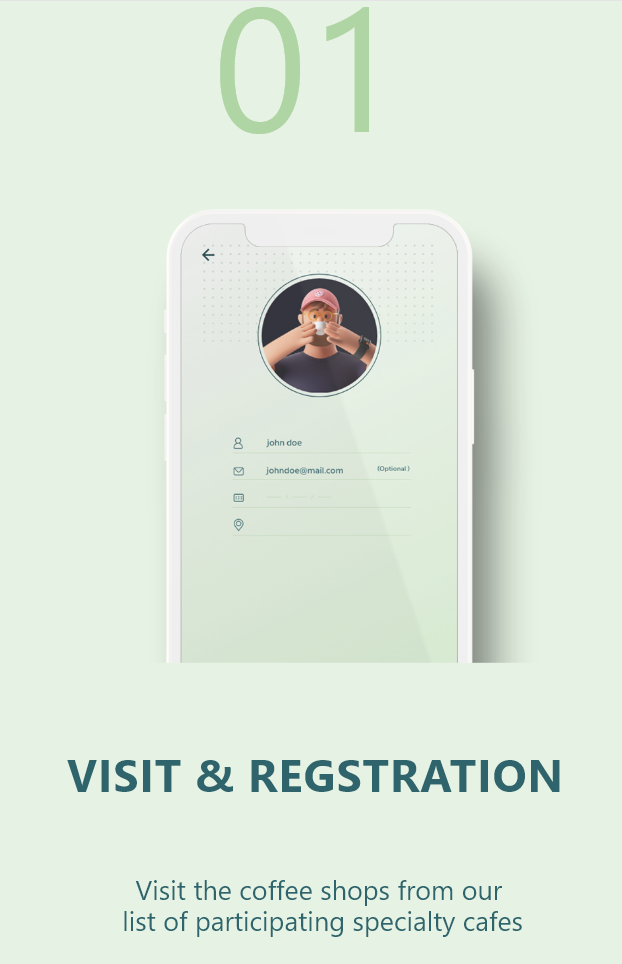 01
john doe
johndoe@mail.com (Optional )
VISIT & REGSTRATION
Visit the coffee shops from our
list of participating specialty cafes